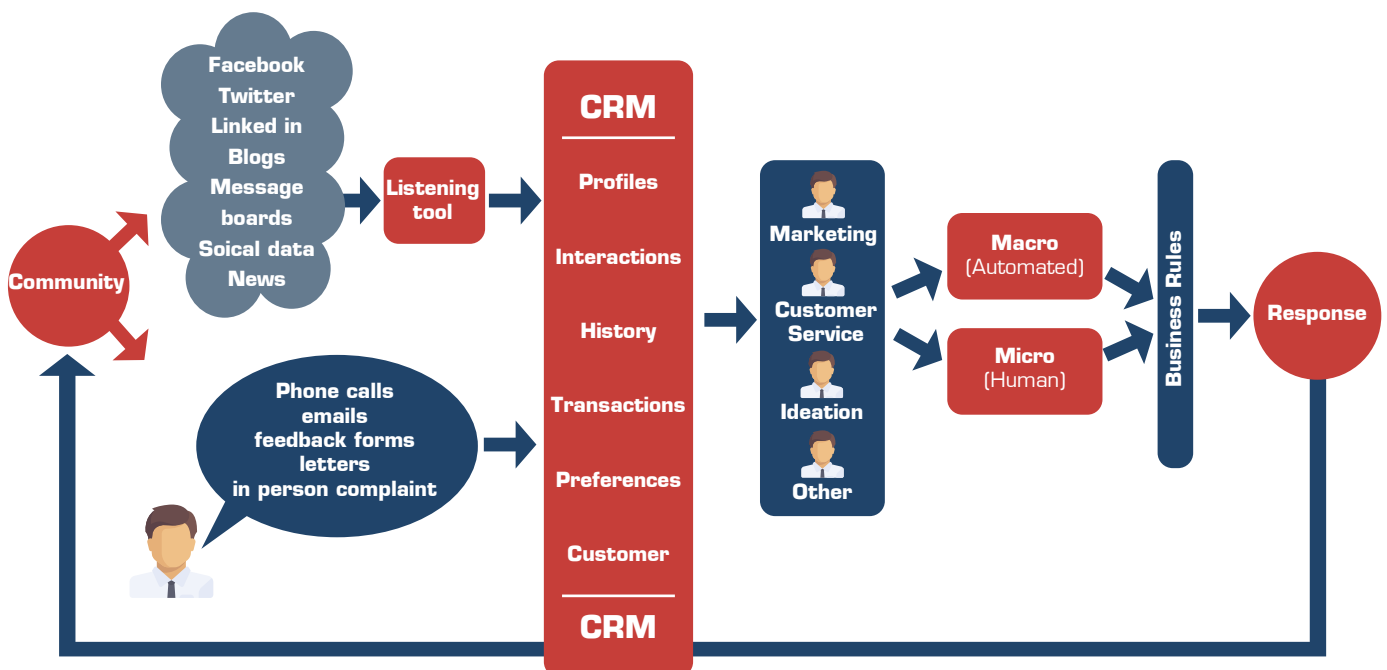 Community
Facebook
Twitter
Linked in
Blogs
Message
boards
Soical data
News
Listening
tool
Phone calls
emails
feedback forms
letters
in person complaint
CRM
Profiles
Interactions
History
Transactions
Preferences
Customer
CRM
Marketing
Customer
Service
Ideation
Other
Macro
(Automated)
Micro
(Human)
Business Rules
Response